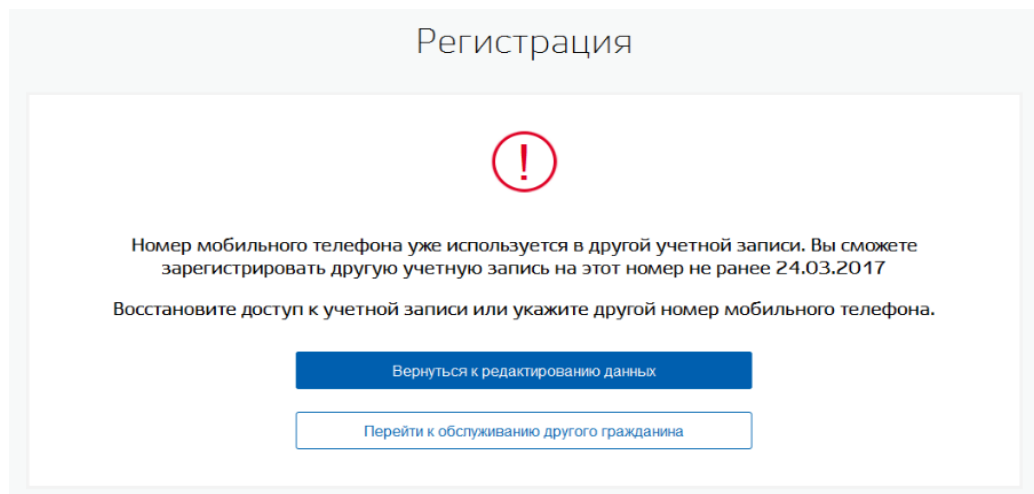 Регистрация
!
Номер мобильного телефона уже используется в другой учетной записи. Вы сможете
зарегистрировать другую учетную запись на этот номер не ранее 24.03.2017
Восстановите доступ к учетной записи или укажите другой номер мобильного телефона.
Вернуться к редактированию данных
Перейти к обслуживанию другого гражданина